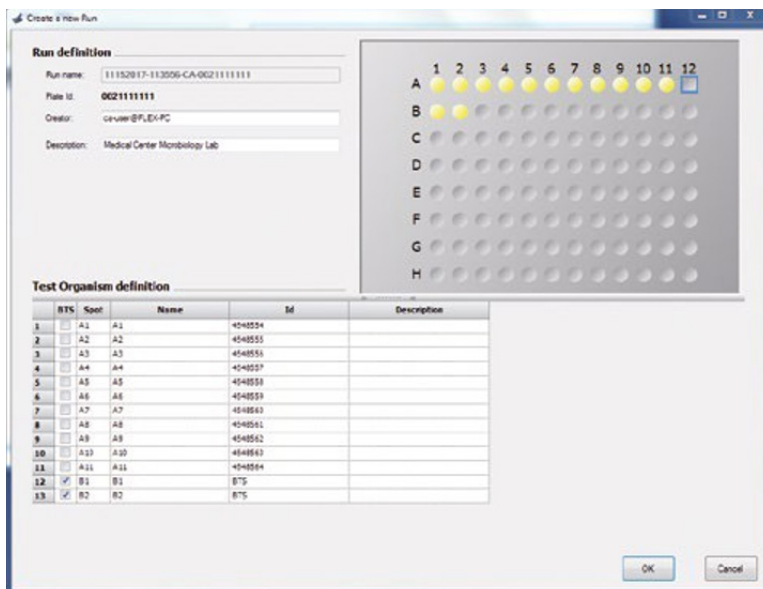 Create a new Run
Run definition
Run name: 11152017-113556-CA-0021111111
Plate Id: 0021111111
Creator: ca-user@FLEX-PC
Description: Medical Center Microbiology Lab
1 2 3 4 5 6 7 8 9 10 11 12
A
B
C
D
E
F
G
H
Test Organism definition
BTS Spot Name Id Description
1 A1 A1 4548554
2 A2 A2 4548555
3 A3 A3 4548556
4 A4 A4 4548557
5 A5 A5 4548558
6 A6 A6 4548559
7 A7 A7 4548560
8 A8 A8 4548561
9 A9 A9 4548562
10 A10 A10 4548563
11 A11 A11 4548564
12 B1 B1 BTS
13 B2 B2 BTS
OK Cancel